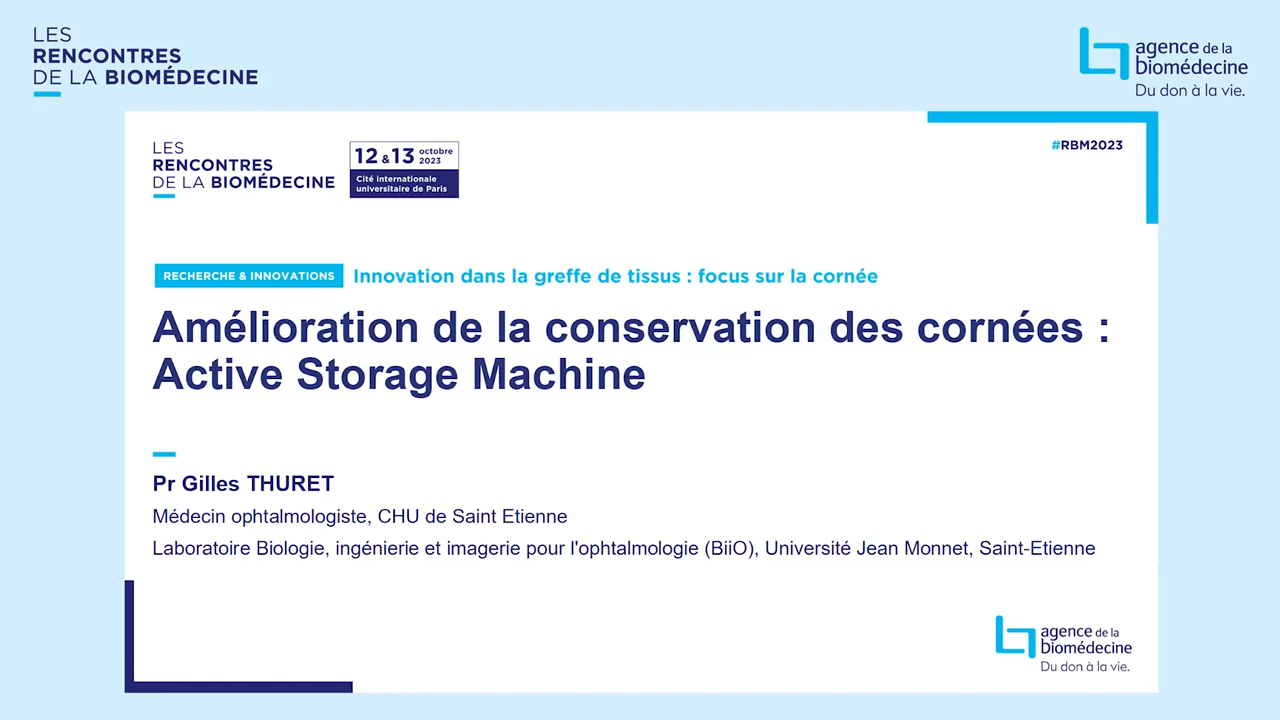 LES
RENCONTRES
DE LA BIOMÉDECINE
agence de la
biomédecine
Du don à la vie.
LES
RENCONTRES
DE LA BIOMÉDECINE
12 & 13 octobre 2023
Cité internationale
universitaire de Paris
#RBM2023
RECHERCHE & INNOVATIONS Innovation dans la greffe de tissus : focus sur la cornée
Amélioration de la conservation des cornées :
Active Storage Machine
Pr Gilles THURET
Médecin ophtalmologiste, CHU de Saint Etienne
Laboratoire Biologie, ingénierie et imagerie pour l'ophtalmologie (BiiO), Université Jean Monnet, Saint-Etienne
agence de la
biomédecine
Du don à la vie.